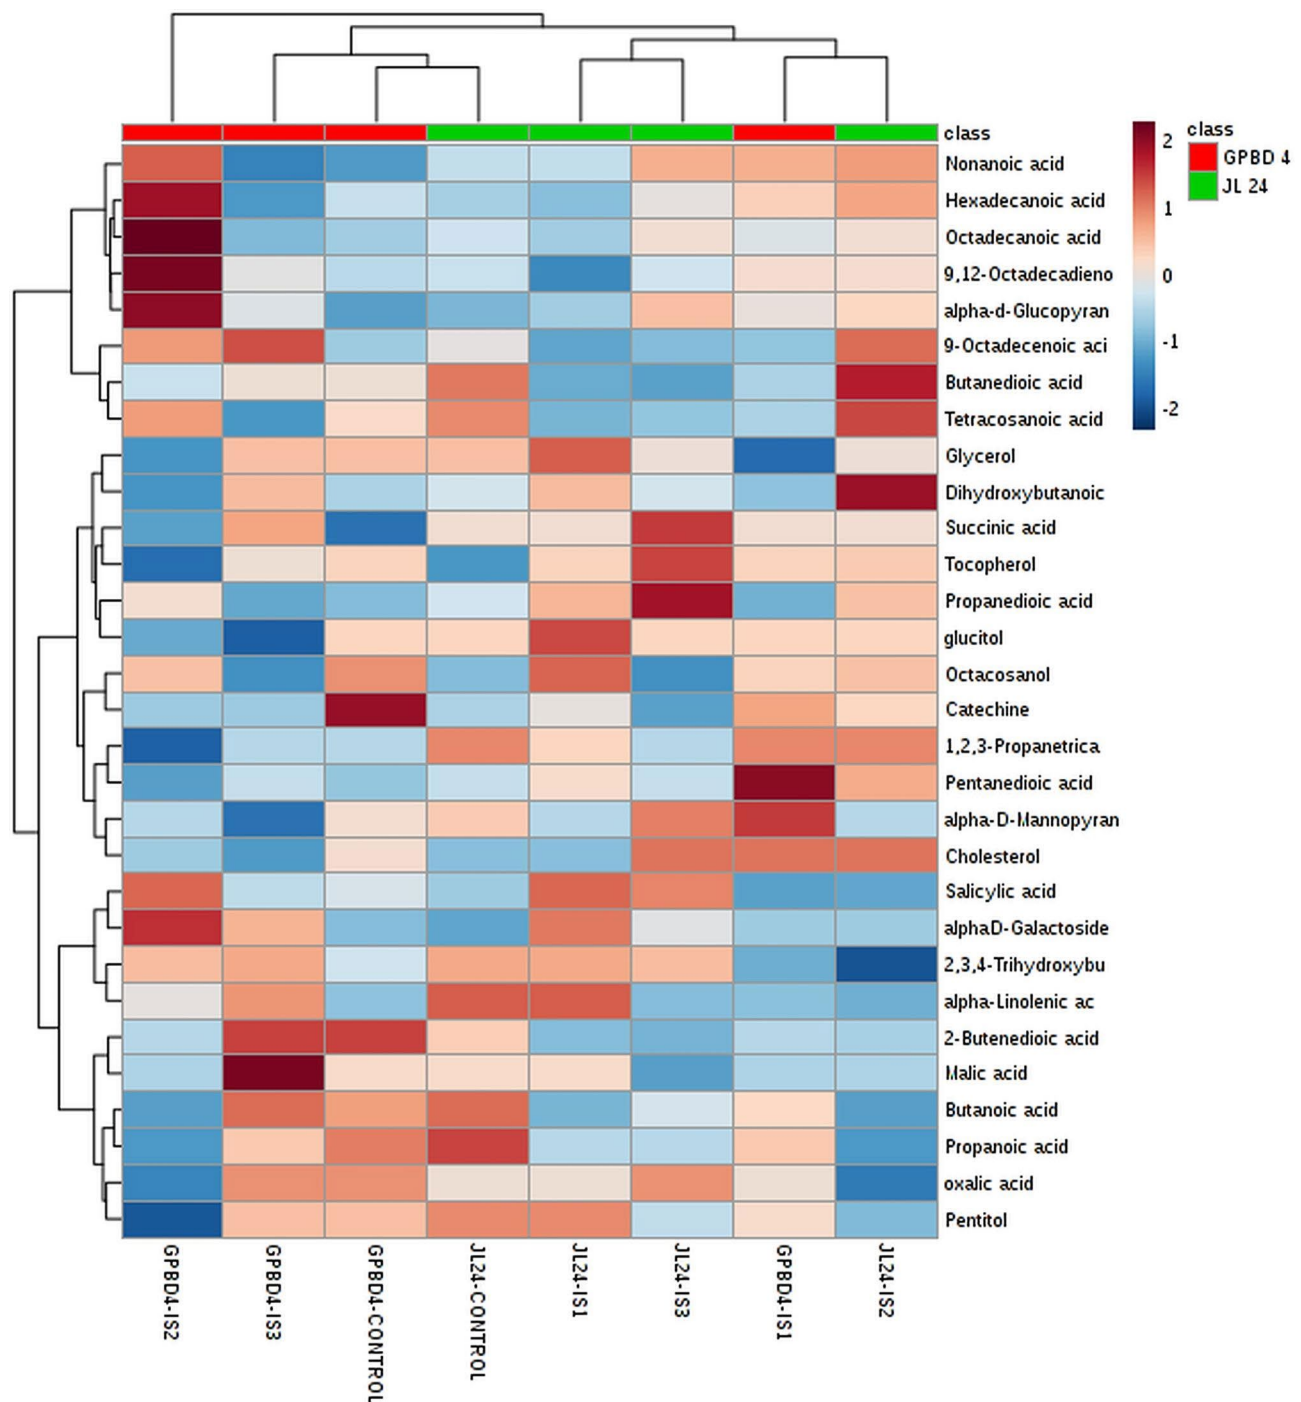 class
Nonanoic acid
Hexadecanoic acid
Octadecanoic acid
9,12-Octadecadieno
alpha-d-Glucopyran
9-Octadecenoic aci
Butanedioic acid
Tetracosanoic acid
Glycerol
Dihydroxybutanoic
Succinic acid
Tocopherol
Propanedioic acid
glucitol
Octacosanol
Catechine
1,2,3-Propanetrica
Pentanedioic acid
alpha-D-Mannopyran
Cholesterol
Salicylic acid
alphaD-Galactoside
2,3,4-Trihydroxybu
alpha-Linolenic ac
2-Butenedioic acid
Malic acid
Butanoic acid
Propanoic acid
oxalic acid
Pentitol
2
1
0
-1
-2
class
GPBD 4
JL 24
GPBD4-IS2
GPBD4-IS3
GPBD4-CONTROL
JL24-CONTROL
JL24-IS1
JL24-IS3
GPBD4-IS1
JL24-IS2